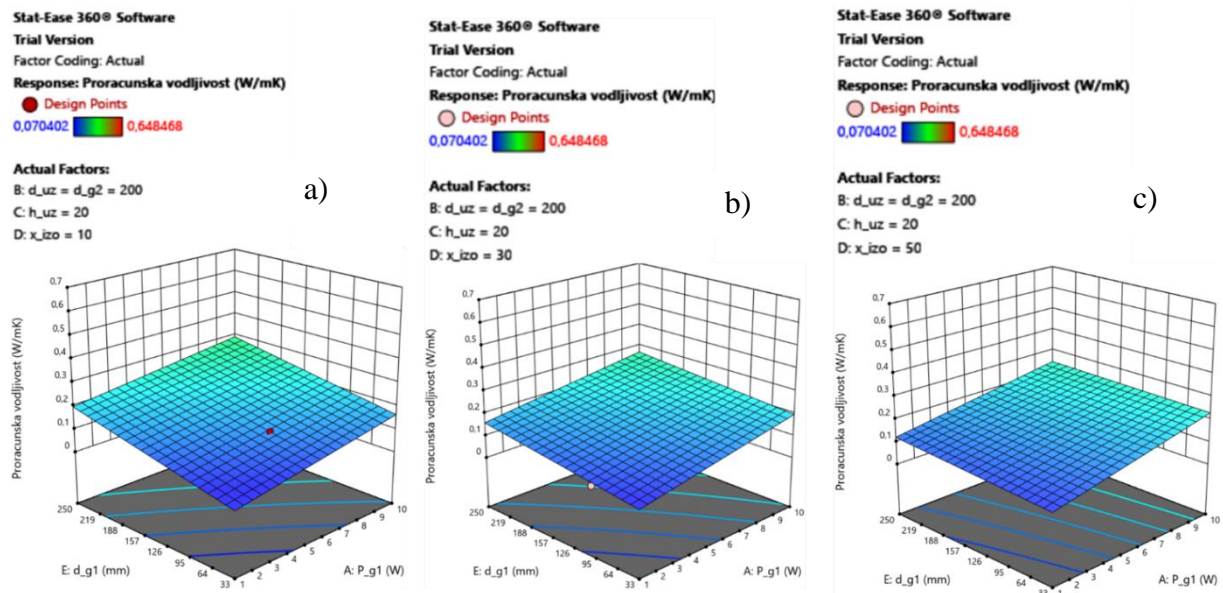 Stat-Ease 360® Software
Trial Version
Factor Coding: Actual
Response: Proracunska vodljivost (W/mK)
Design Points
0,070402 0,648468
Actual Factors:
B: d_uz = d_g2 = 200
C: h_uz = 20
D: x_izo = 10
a)
0,7
0,6
0,5
0,4
0,3
0,2
0,1
0
Proracunska vodljivost (W/mK)
250
219
188
157
126
95
64
33
E: d_g1 (mm)
1
2
3
4
5
6
7
8
9
10
A: P_g1 (W)
Stat-Ease 360® Software
Trial Version
Factor Coding: Actual
Response: Proracunska vodljivost (W/mK)
Design Points
0,070402 0,648468
Actual Factors:
B: d_uz = d_g2 = 200
C: h_uz = 20
D: x_izo = 30
b)
0,7
0,6
0,5
0,4
0,3
0,2
0,1
0
Proracunska vodljivost (W/mK)
250
219
188
157
126
95
64
33
E: d_g1 (mm)
1
2
3
4
5
6
7
8
9
10
A: P_g1 (W)
Stat-Ease 360® Software
Trial Version
Factor Coding: Actual
Response: Proracunska vodljivost (W/mK)
Design Points
0,070402 0,648468
Actual Factors:
B: d_uz = d_g2 = 200
C: h_uz = 20
D: x_izo = 50
c)
0,7
0,6
0,5
0,4
0,3
0,2
0,1
0
Proracunska vodljivost (W/mK)
250
219
188
157
126
95
64
33
E: d_g1 (mm)
1
2
3
4
5
6
7
8
9
10
A: P_g1 (W)